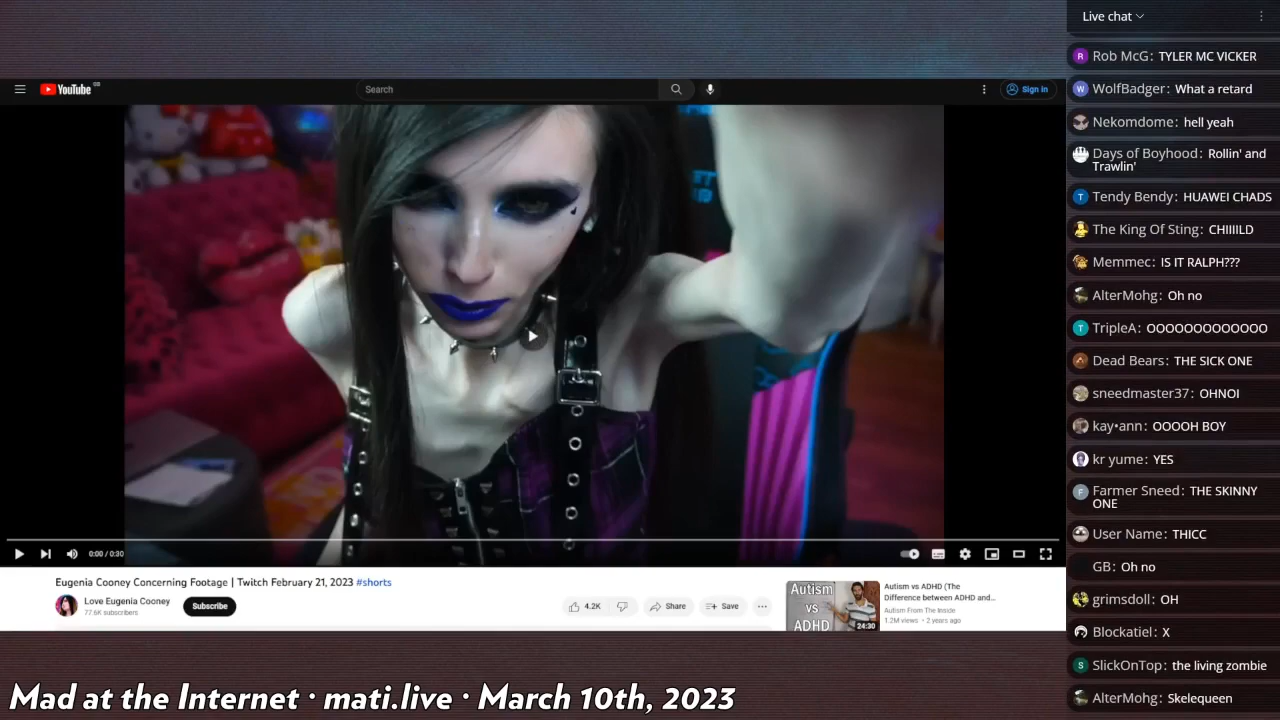 YouTube GB
Search
Sign in
0:00 / 0:30
Eugenia Cooney Concerning Footage | Twitch February 21, 2023 #shorts
Love Eugenia Cooney
77.6K subscribers
Subscribe
4.2K
Share
Save
Autism
vs
ADHD
24:30
Autism vs ADHD (The
Difference between ADHD and...
Autism From The Inside
1.2M views • 2 years ago
Live chat
R Rob McG: TYLER MC VICKER
W WolfBadger: What a retard
Nekomdome: hell yeah
Days of Boyhood: Rollin' and
Trawlin
T Tendy Bendy: HUAWEI CHADS
The King Of Sting: CHIIIILD
Memmec: IS IT RALPH???
AlterMohg: Oh no
T TripleA: OOOOOOOOOOOOO
Dead Bears: THE SICK ONE
sneedmaster37: OHNOI
kay•ann: OOOOH BOY
kr yume: YES
F Farmer Sneed: THE SKINNY
ONE
User Name: THICC
GB: Oh no
grimsdoll: OH
Blockatiel: X
S SlickOnTop: the living zombie
AlterMohg: Skelequeen
Mad at the Internet · mati.live · March 10th, 2023